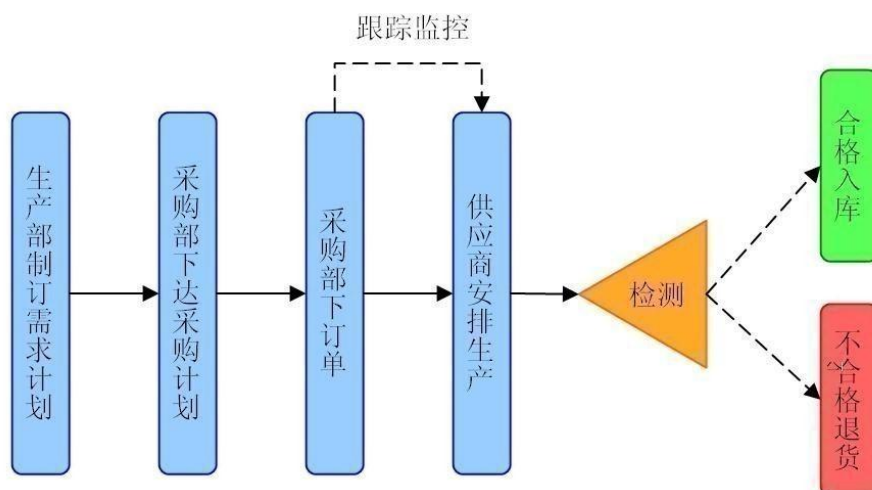 跟踪监控
生产部制订需求计划
采购部下达采购计划
采购部下订单
供应商安排生产
检测
合格入库
不合格退货